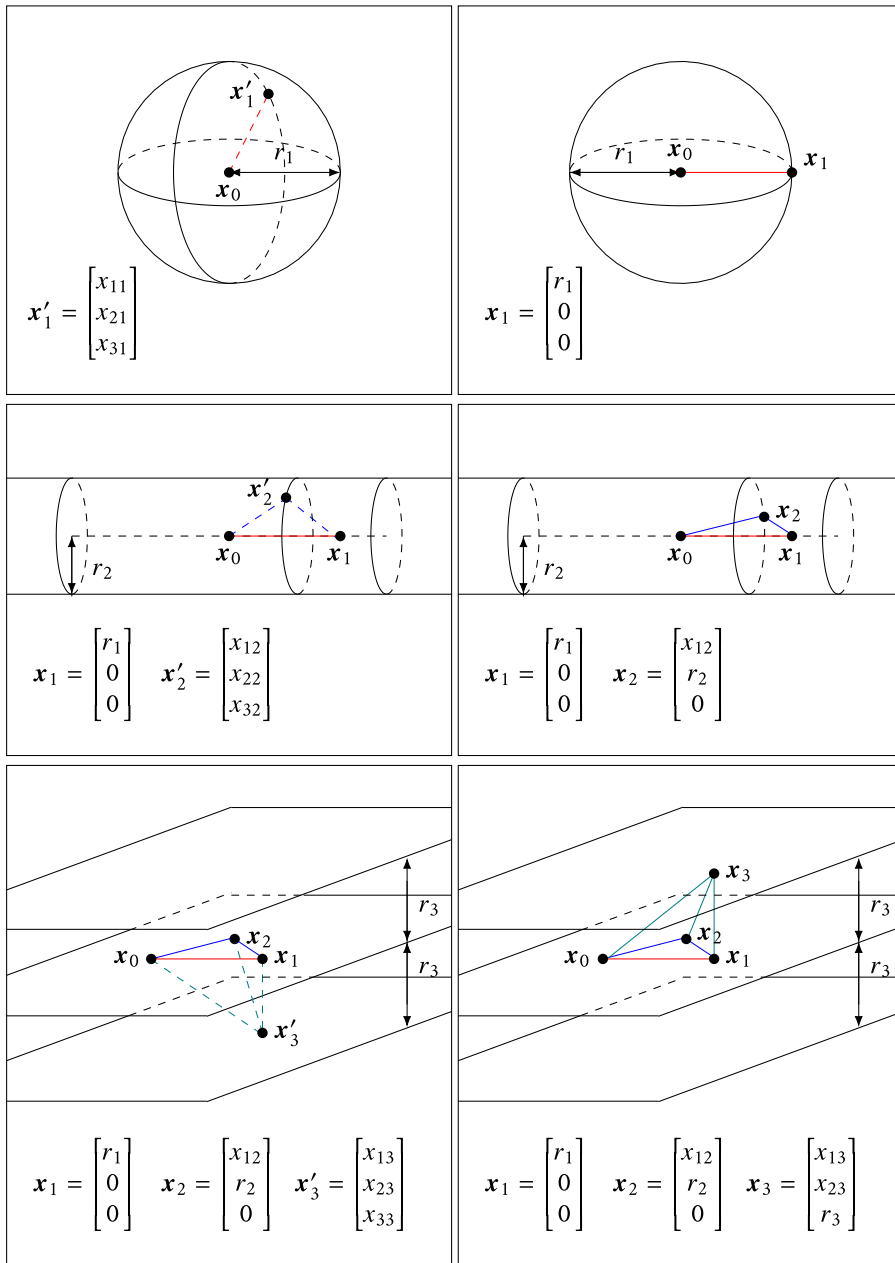 x′₁
r₁
x₀
x′₁ = [x₁₁ x₂₁ x₃₁]
r₁
x₀
x₁
x₁ = [r₁ 0 0]
x′₂
x₀
x₁
r₂
x₁ = [r₁ 0 0] x′₂ = [x₁₂ x₂₂ x₃₂]
x₂
x₀
x₁
r₂
x₁ = [r₁ 0 0] x₂ = [x₁₂ r₂ 0]
r₃
x₂
x₀
x₁
r₃
x′₃
x₁ = [r₁ 0 0] x₂ = [x₁₂ r₂ 0] x′₃ = [x₁₃ x₂₃ x₃₃]
x₃
r₃
x₂
x₀
x₁
r₃
x₁ = [r₁ 0 0] x₂ = [x₁₂ r₂ 0] x₃ = [x₁₃ x₂₃ r₃]